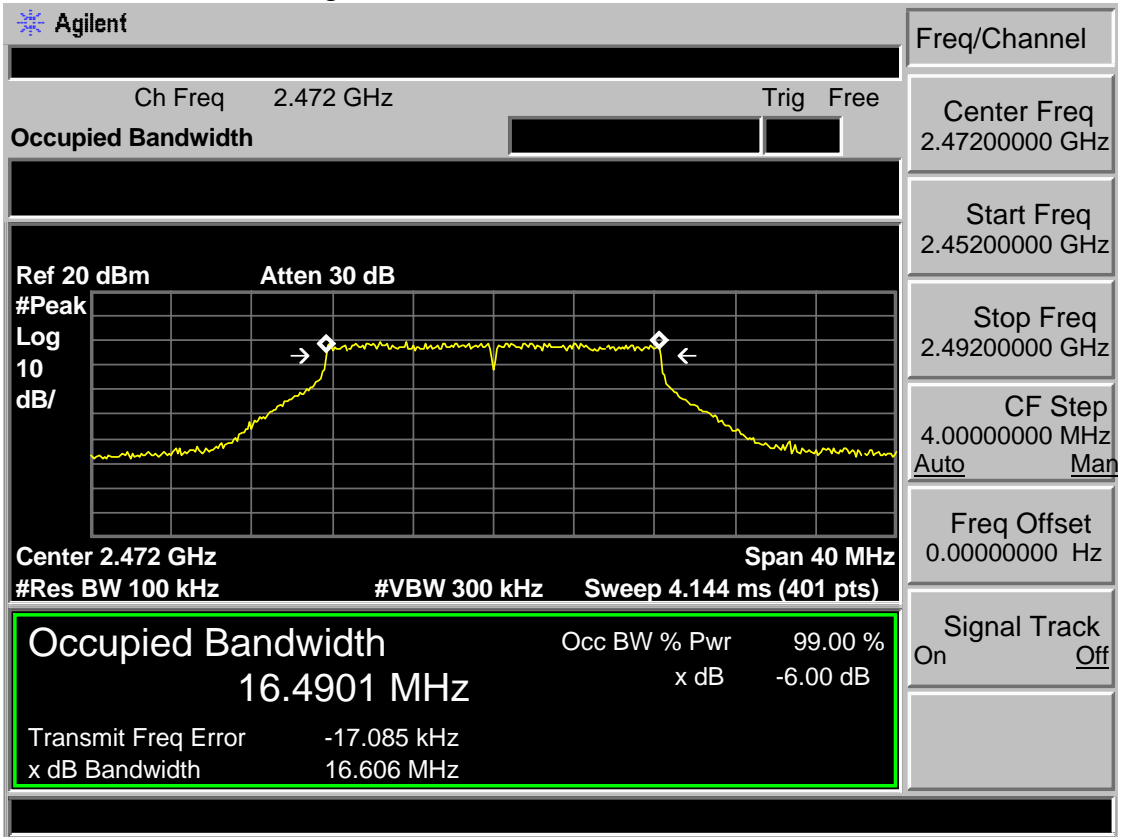 Agilent
Freq/Channel
Ch Freq 2.472 GHz Trig Free
Occupied Bandwidth
Center Freq
2.47200000 GHz
Start Freq
2.45200000 GHz
Stop Freq
2.49200000 GHz
CF Step
4.00000000 MHz
Auto Man
Freq Offset
0.00000000 Hz
Signal Track
On Off
Ref 20 dBm Atten 30 dB
#Peak
Log
10
dB/
Center 2.472 GHz Span 40 MHz
#Res BW 100 kHz #VBW 300 kHz Sweep 4.144 ms (401 pts)
Occupied Bandwidth
16.4901 MHz
Occ BW % Pwr 99.00 %
x dB -6.00 dB
Transmit Freq Error -17.085 kHz
x dB Bandwidth 16.606 MHz